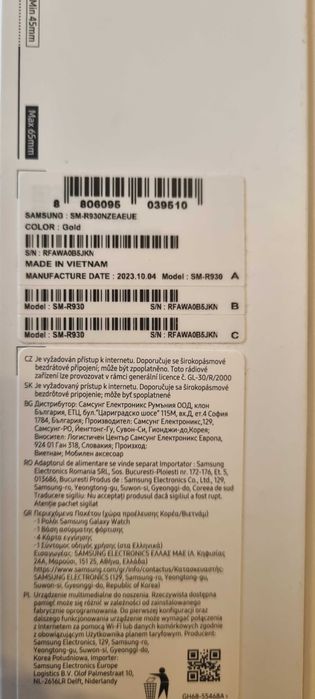 Min 45mm
Max 65mm
8 806095 039510
SAMSUNG : SM-R930NZEAEUE
COLOR : Gold
S/N : RFAWA0B5JKN
MADE IN VIETNAM
MANUFACTURE DATE : 2023.10.04 Model : SM-R930 A
Model : SM-R930 S/N : RFAWA0B5JKN B
Model : SM-R930 S/N : RFAWA0B5JKN C
CZ Je vyžadován přístup k internetu. Doporučuje se širokopásmové
bezdrátové připojení; může být zpoplatněno. Toto rádiové
zařízení lze provozovat v rámci generální licence č. GL-30/R/2000
SK Je vyžadovaný prístup k internetu. Doporučuje sa širokopásmové
bezdrôtové pripojenie; môže byť spoplatnené
BG Дистрибутор: Самсунг Електроникс Румъния ООД, клон
България, ЕТЦ, бул."Цариградско шосе" 115М, вх.Д, ет.4 София
1784, България; Производител: Самсунг Електроникс,129,
Самсунг-РО, Йеингтонг-Гу, Сувон-Си, Гионджи-До,Корея;
Вносител: Логистичен Център Самсунг Електроникс Европа,
924 01 Ган 318, Словакия; Произход:
Виетнам; Мобилен аксесоар
RO Adaptorul de alimentare se vinde separat Importator : Samsung
Electronics Romania SRL, Sos. Bucuresti-Ploiesti nr. 172-176, Et. 5,
013686, Bucuresti Produs de : Samsung Electronics Co., Ltd., 129,
Samsung-ro, Yeongtong-gu, Suwon-si, Gyeonggi-do, Coreea de sud
Traducere sigiliu: Nu acceptați produsul dacă sigiliul a fost rupt.
Atenție pachet sigilat
GR Περιεχόμενα Πακέτου (χώρα προέλευσης Κορέα/Βιετνάμ)
- 1 Ρολόι Samsung Galaxy Watch
- 1 Βάση ασύρματης φόρτισης
- 4 Κάρτα εγγύησης
- 1 Σύντομος οδηγός χρήσης (στα Ελληνικά)
Εισαγωγέας: SAMSUNG ELECTRONICS ΕΛΛΑΣ ΜΑΕ (Λ. Κηφισίας
24Α, Μαρούσι, 151 25, Αθήνα, Ελλάδα)
https://www.samsung.com/gr/info/contactus/Κατασκευαστής:
SAMSUNG ELECTRONICS (129, Samsung-ro, Yeongtong-gu,
Suwon-si, Gyeonggi-do, Republic of Korea)
PL Urządzenie multimedialne do noszenia. Rzeczywista dostępna
pamięć może się różnić w zależności od zainstalowanego
fabrycznie oprogramowania. Do pierwszej konfiguracji oraz
dalszego funkcjonowania urządzenie może wymagać połączenia
z Internetem za pomocą Wi-Fi lub danych komórkowych zgodnie
z obowiązującym Użytkownika planem taryfowym. Producent:
Samsung Electronics, 129, Samsung-ro,
Yeongtong-gu, Suwon-si, Gyeonggi-do,
Korea Południowa, Importer:
Samsung Electronics Europe
Logistics B.V. Olof Palmestraat 10,
NL-2616LR Delft, Niderlandy